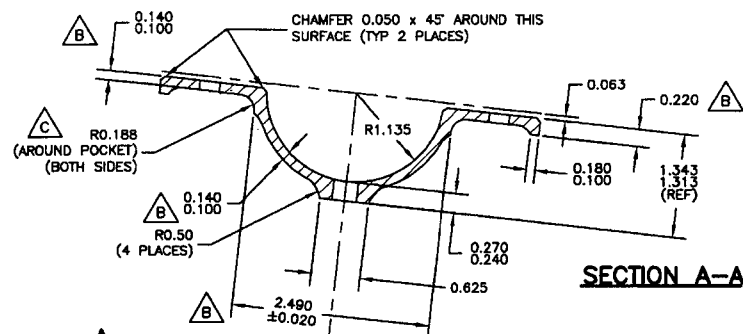 B
0.140
0.100
CHAMFER 0.050 x 45° AROUND THIS
SURFACE (TYP 2 PLACES)
0.063
0.220
B
C
R0.188
(AROUND POCKET)
(BOTH SIDES)
R1.135
0.180
0.100
1.343
1.313
(REF)
B
0.140
0.100
R0.50
(4 PLACES)
0.270
0.240
0.625
SECTION A-A
B
2.490
±0.020